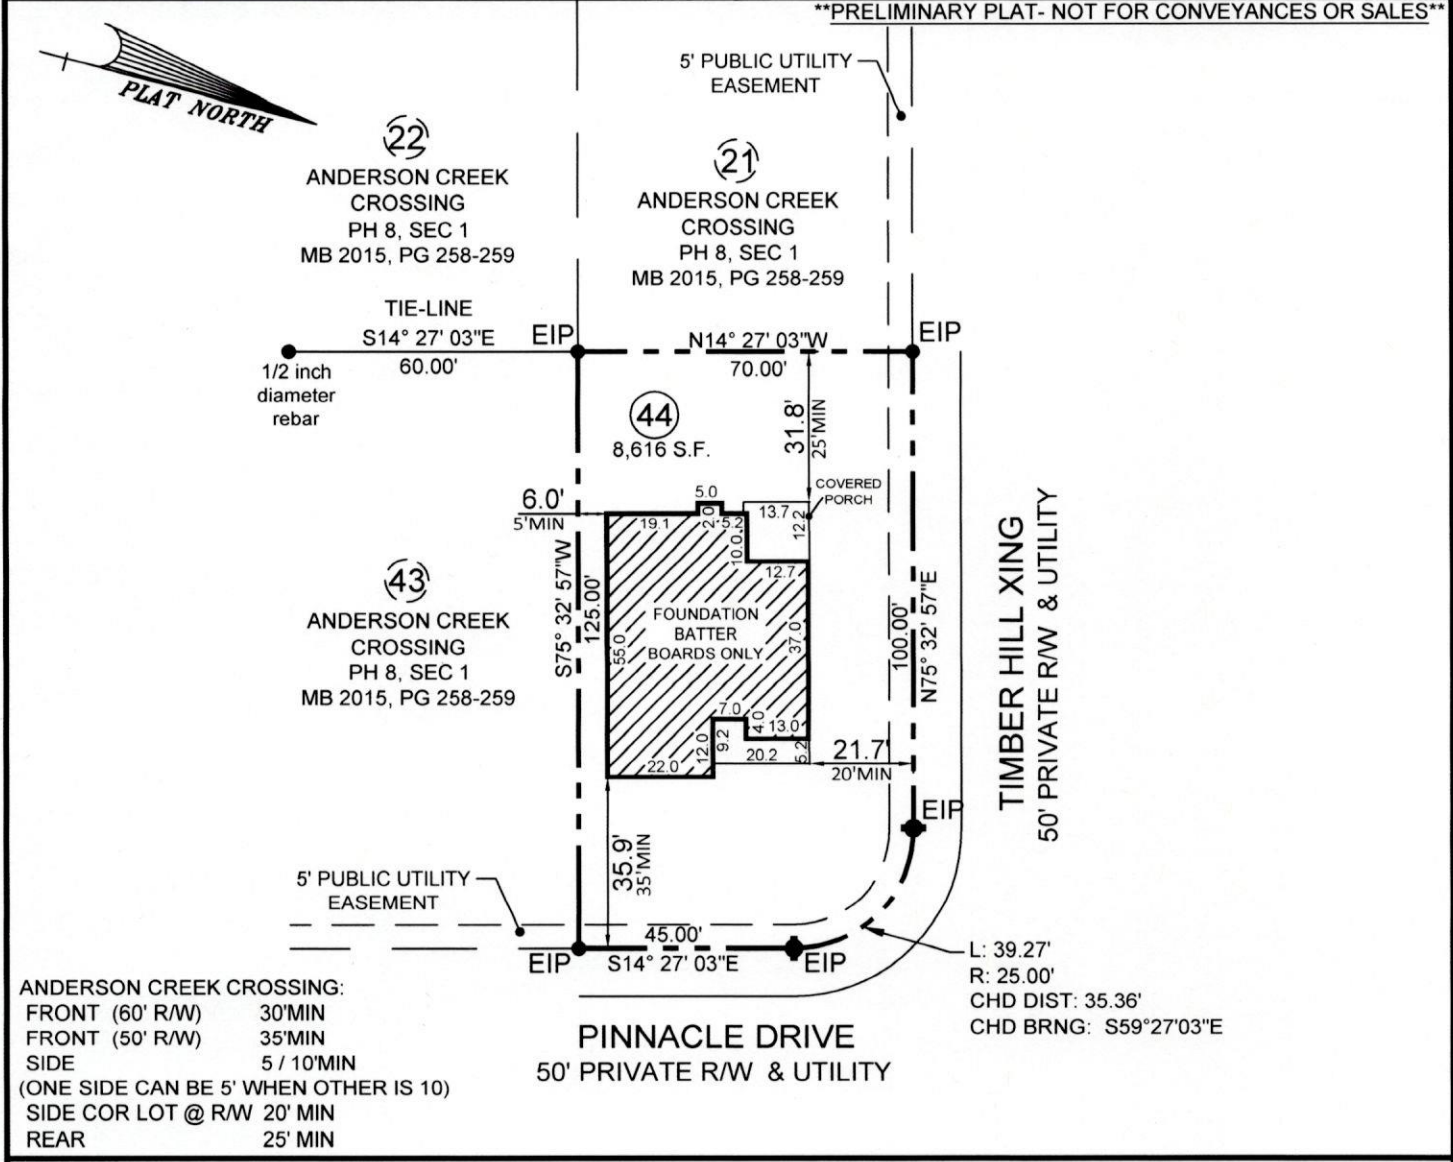 **PRELIMINARY PLAT- NOT FOR CONVEYANCES OR SALES**
PLAT NORTH
5' PUBLIC UTILITY
EASEMENT
22
ANDERSON CREEK
CROSSING
PH 8, SEC 1
MB 2015, PG 258-259
21
ANDERSON CREEK
CROSSING
PH 8, SEC 1
MB 2015, PG 258-259
TIE-LINE
S14° 27' 03"E
60.00'
EIP
N14° 27' 03"W
70.00'
EIP
1/2 inch
diameter
rebar
44
8,616 S.F.
31.8'
25'MIN
COVERED
PORCH
6.0'
5'MIN
5.0
19.1
2.0
5.2
13.7
12.2
10.0
12.7
S75° 32' 57"W
125.00'
43
ANDERSON CREEK
CROSSING
PH 8, SEC 1
MB 2015, PG 258-259
FOUNDATION
BATTER
BOARDS ONLY
55.0
37.0
100.00'
N75° 32' 57"E
TIMBER HILL XING
50' PRIVATE R/W & UTILITY
7.0
4.0
13.0
12.0
9.2
20.2
5.2
22.0
21.7'
20'MIN
EIP
35.9'
35'MIN
5' PUBLIC UTILITY
EASEMENT
45.00'
EIP
S14° 27' 03"E
EIP
L: 39.27'
R: 25.00'
CHD DIST: 35.36'
CHD BRNG: S59°27'03"E
PINNACLE DRIVE
50' PRIVATE R/W & UTILITY
ANDERSON CREEK CROSSING:
FRONT (60' R/W) 30'MIN
FRONT (50' R/W) 35'MIN
SIDE 5 / 10'MIN
(ONE SIDE CAN BE 5' WHEN OTHER IS 10)
SIDE COR LOT @ R/W 20' MIN
REAR 25' MIN